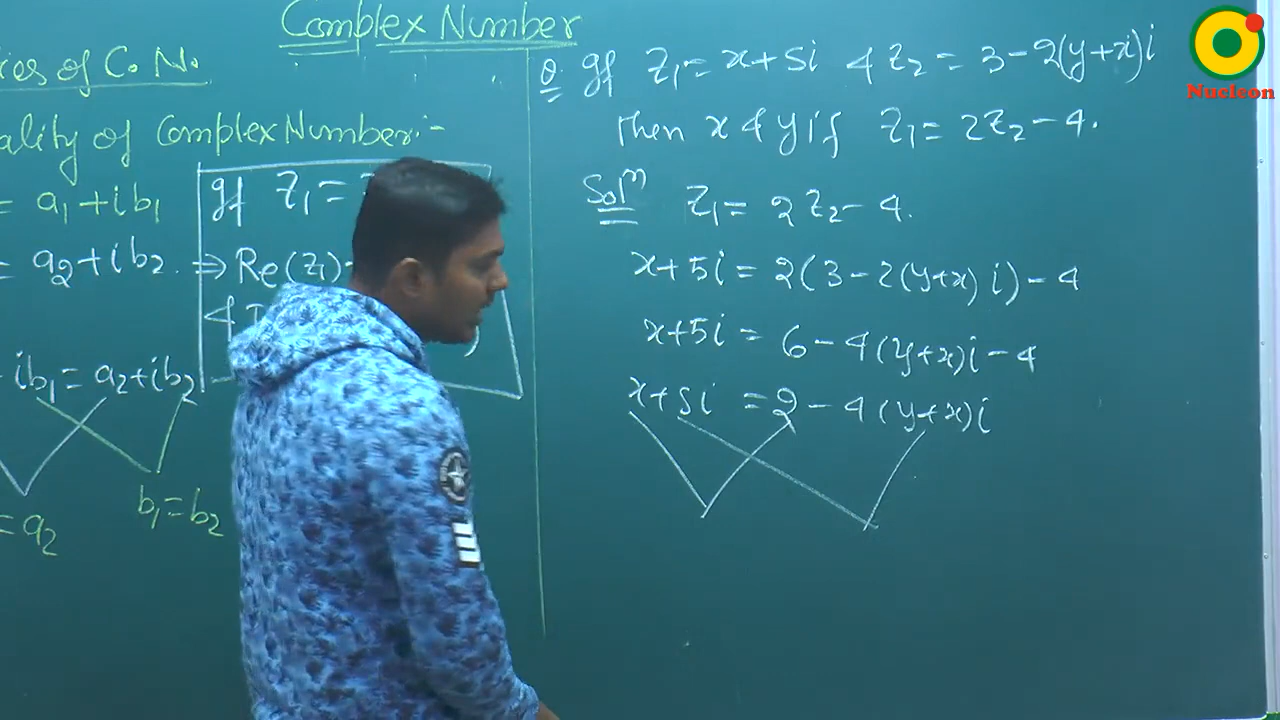 Complex Number
ies of C. N.
ality of Complex Number:-
= a₁ + ib₁
= a₂ + ib₂.
If Z₁ =
⇒ Re(Z₁)
&
ib₁ = a₂ + ib₂
= a₂
b₁ = b₂
Q. If Z₁ = x + 5i & Z₂ = 3 - 2(y + x)i
Then x & y if Z₁ = 2Z₂ - 4.
Solⁿ Z₁ = 2Z₂ - 4.
x + 5i = 2(3 - 2(y + x) i) - 4
x + 5i = 6 - 4(y + x)i - 4
x + 5i = 2 - 4(y + x)i
Nucleon